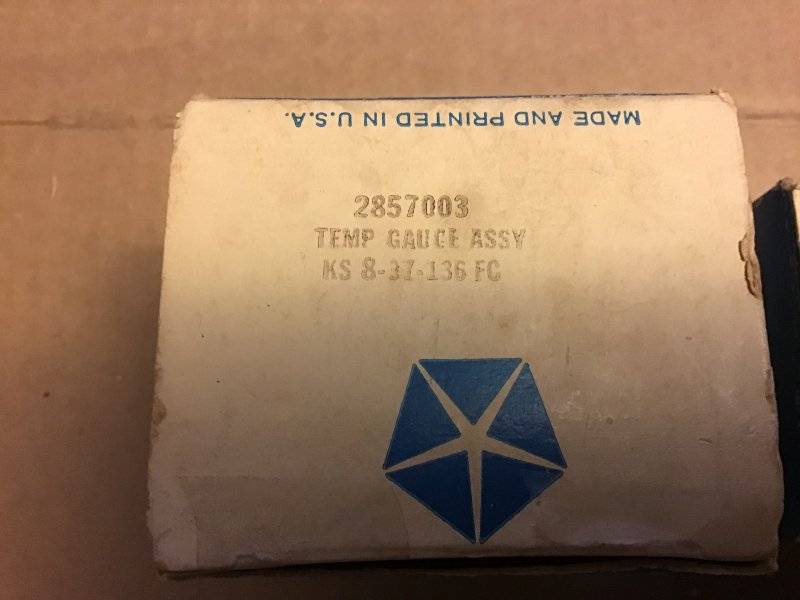 MADE AND PRINTED IN U.S.A.
2857003
TEMP GAUGE ASSY
KS 8-37-136 FC